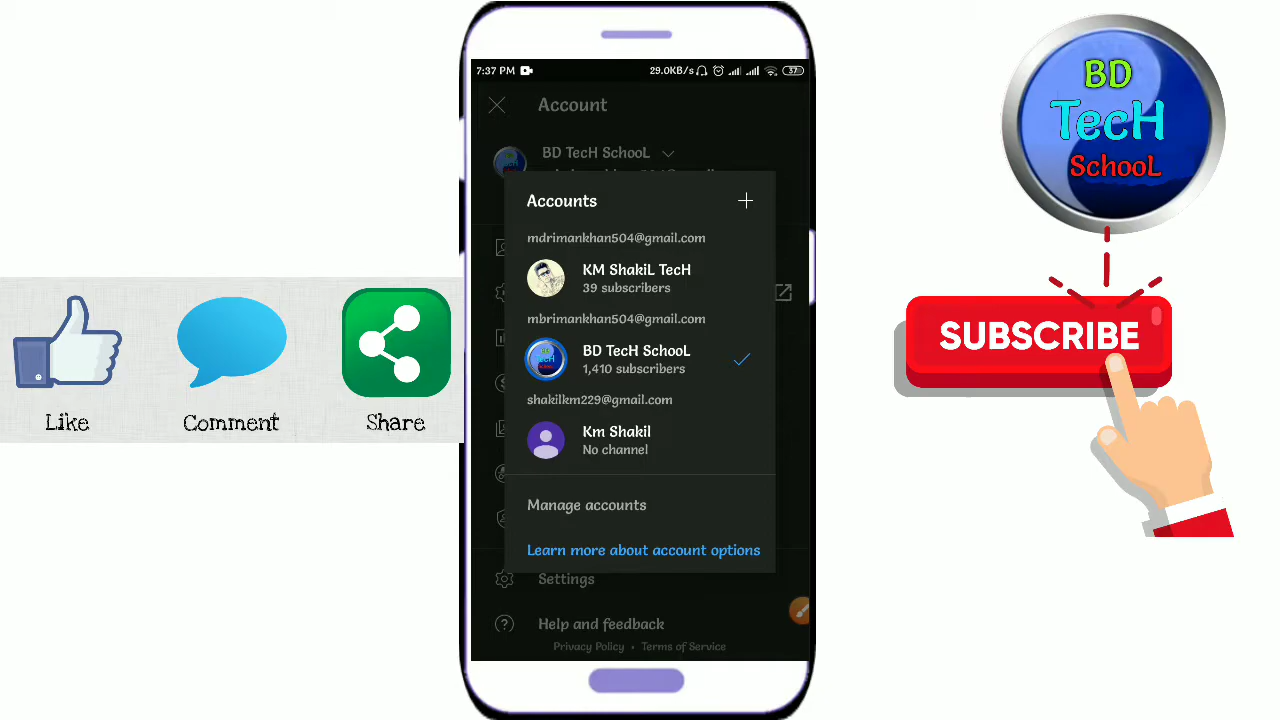 7:37 PM
29.0KB/s
37
Account
BD TecH SchooL
Accounts
mdrimankhan504@gmail.com
KM ShakiL TecH
39 subscribers
mbrimankhan504@gmail.com
BD TecH SchooL
1,410 subscribers
shakilkm229@gmail.com
Km Shakil
No channel
Manage accounts
Learn more about account options
Settings
Help and feedback
Privacy Policy • Terms of Service
Like
Comment
Share
BD
TecH
SchooL
SUBSCRIBE